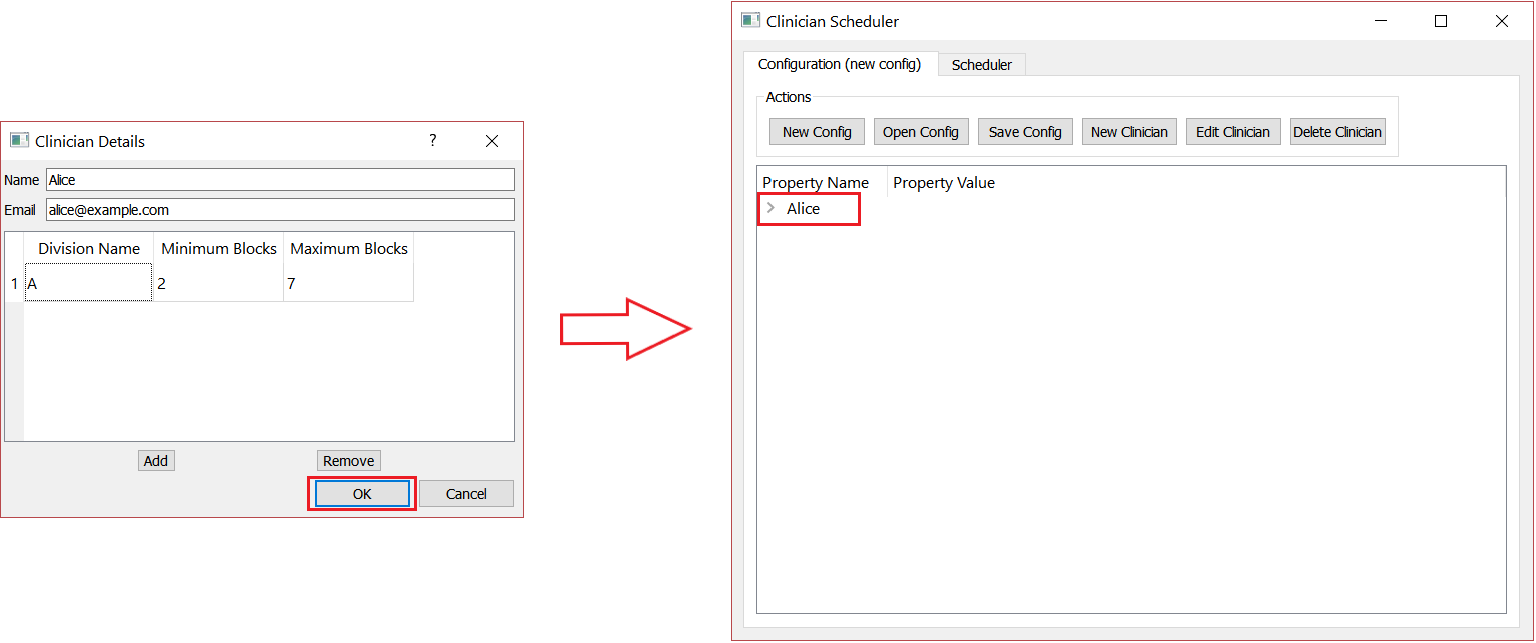 Clinician Details
?
Name Alice
Email alice@example.com
Division Name Minimum Blocks Maximum Blocks
1 A 2 7
Add Remove
OK Cancel
Clinician Scheduler
Configuration (new config) Scheduler
Actions
New Config Open Config Save Config New Clinician Edit Clinician Delete Clinician
Property Name Property Value
Alice